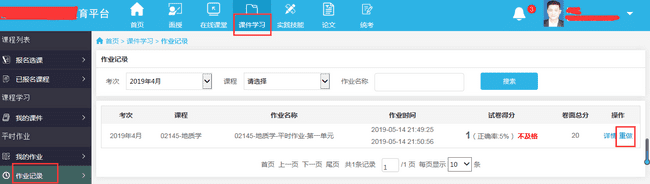 育平台
首页 面授 在线课堂 课件学习 实践技能 论文 统考 3
课程列表
报名选课
已报名课程
课程学习
我的课件
平时作业
我的作业
作业记录
首页 > 课件学习 > 作业记录
作业记录
考次 2019年4月 课程 请选择 作业名称 搜索
考次 课程 作业名称 作业时间 试卷得分 卷面总分 操作
2019年4月 02145-地质学 02145-地质学-平时作业-第一单元 2019-05-14 21:49:25 1 (正确率:5%) 不及格 20 详情 重做
2019-05-14 21:50:56
首页 上一页 下一页 尾页 共1条记录 1 /1 页 每页显示 10 条